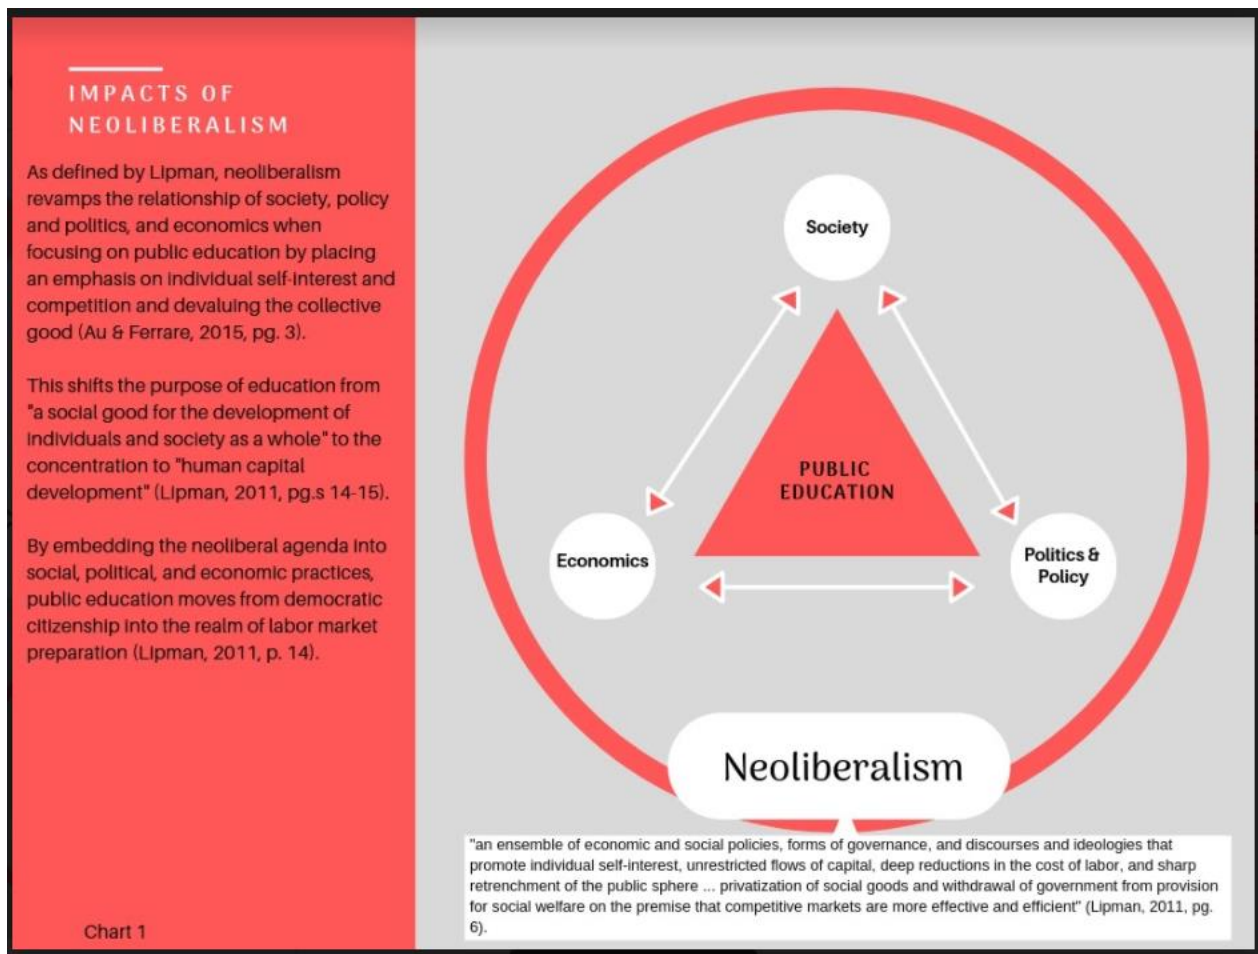 IMPACTS OF
NEOLIBERALISM
As defined by Lipman, neoliberalism
revamps the relationship of society, policy
and politics, and economics when
focusing on public education by placing
an emphasis on individual self-interest and
competition and devaluing the collective
good (Au & Ferrare, 2015, pg. 3).
This shifts the purpose of education from
"a social good for the development of
individuals and society as a whole" to the
concentration to "human capital
development" (Lipman, 2011, pg.s 14-15).
By embedding the neoliberal agenda into
social, political, and economic practices,
public education moves from democratic
citizenship into the realm of labor market
preparation (Lipman, 2011, p. 14).
Chart 1
Society
PUBLIC
EDUCATION
Economics
Politics &
Policy
Neoliberalism
"an ensemble of economic and social policies, forms of governance, and discourses and ideologies that
promote individual self-interest, unrestricted flows of capital, deep reductions in the cost of labor, and sharp
retrenchment of the public sphere ... privatization of social goods and withdrawal of government from provision
for social welfare on the premise that competitive markets are more effective and efficient" (Lipman, 2011, pg.
6).